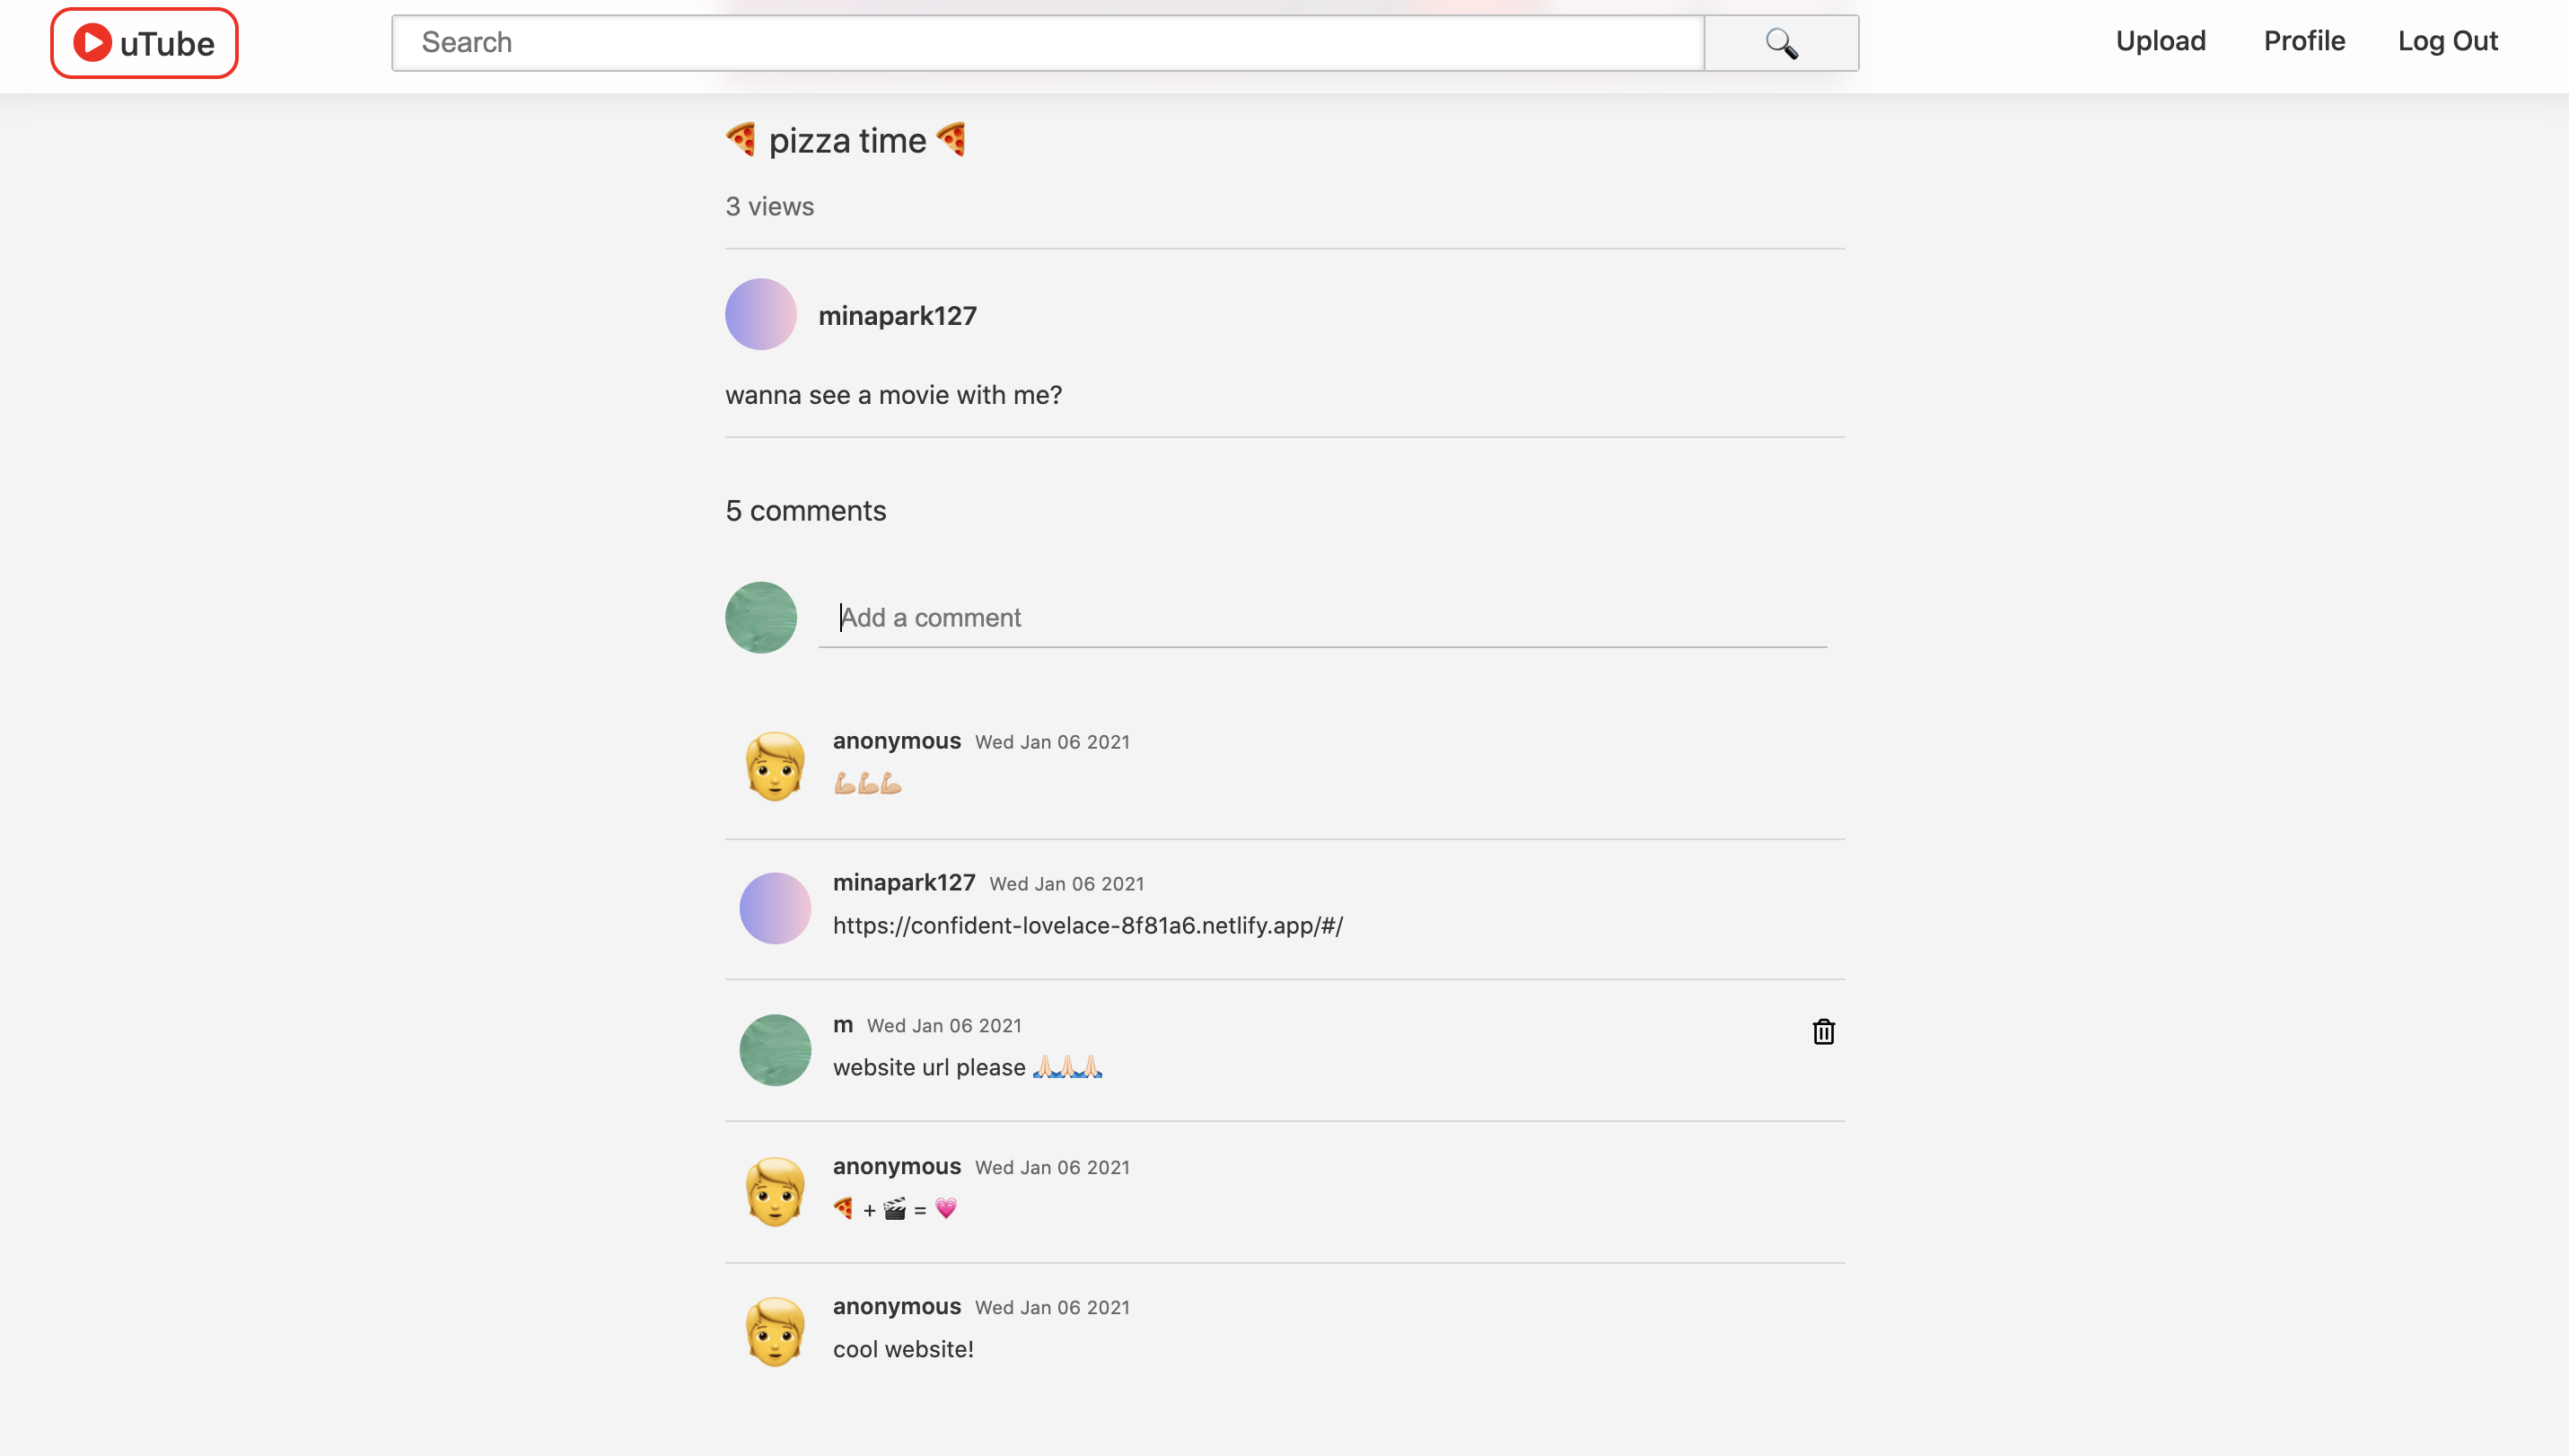 uTube
Search
🔍
Upload
Profile
Log Out
🍕 pizza time 🍕
3 views
minapark127
wanna see a movie with me?
5 comments
Add a comment
anonymous Wed Jan 06 2021
💪🏼💪🏼💪🏼
minapark127 Wed Jan 06 2021
https://confident-lovelace-8f81a6.netlify.app/#/
m Wed Jan 06 2021
website url please 🙏🏻🙏🏻🙏🏻
anonymous Wed Jan 06 2021
🍕 + 🎬 = 💗
anonymous Wed Jan 06 2021
cool website!